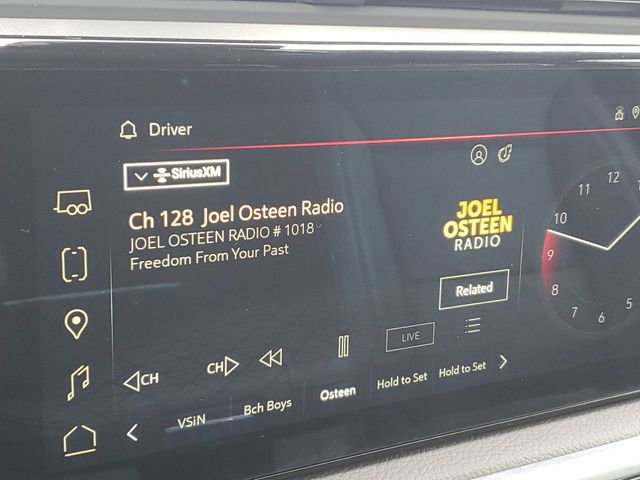 Driver
SiriusXM
Ch 128 Joel Osteen Radio
JOEL OSTEEN RADIO # 1018
Freedom From Your Past
JOEL
OSTEEN
RADIO
Related
LIVE
CH
CH
VSiN
Bch Boys
Osteen
Hold to Set
Hold to Set
12
11
10
9
8
7
6
5